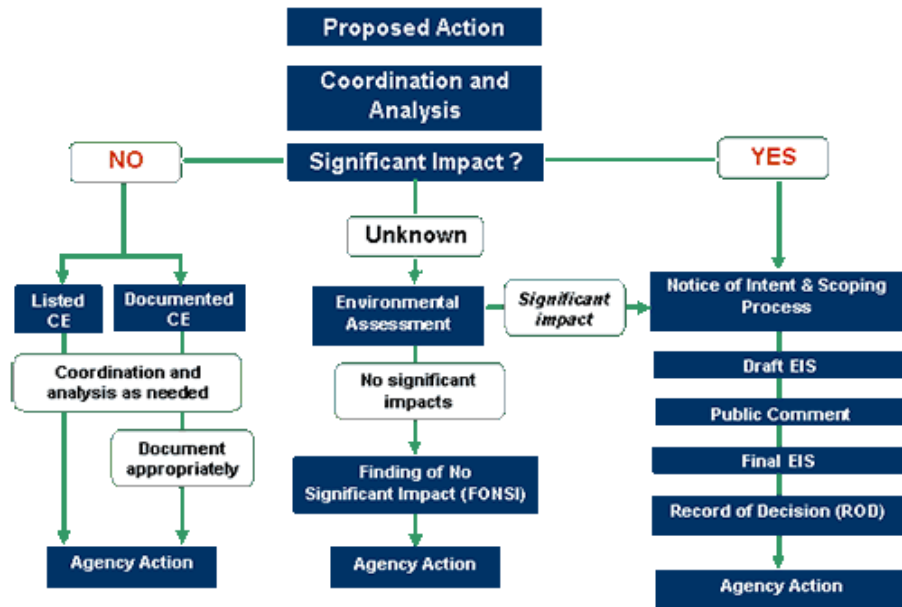 Proposed Action
Coordination and
Analysis
NO
Significant Impact ?
YES
Unknown
Listed
CE
Documented
CE
Environmental
Assessment
Significant
impact
Notice of Intent & Scoping
Process
Coordination and
analysis as needed
No significant
impacts
Draft EIS
Public Comment
Document
appropriately
Final EIS
Finding of No
Significant Impact (FONSI)
Record of Decision (ROD)
Agency Action
Agency Action
Agency Action